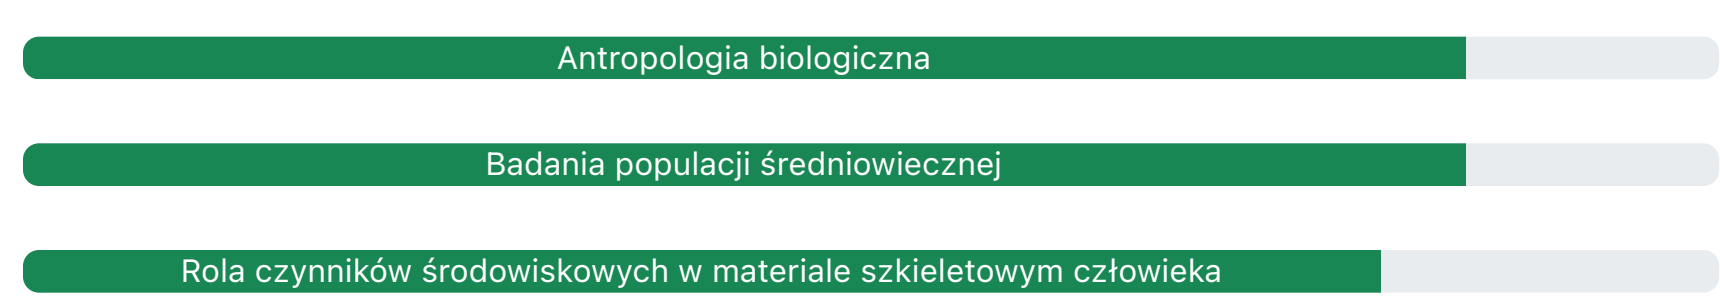 Antropologia biologiczna
Badania populacji średniowiecznej
Rola czynników środowiskowych w materiale szkieletowym człowieka